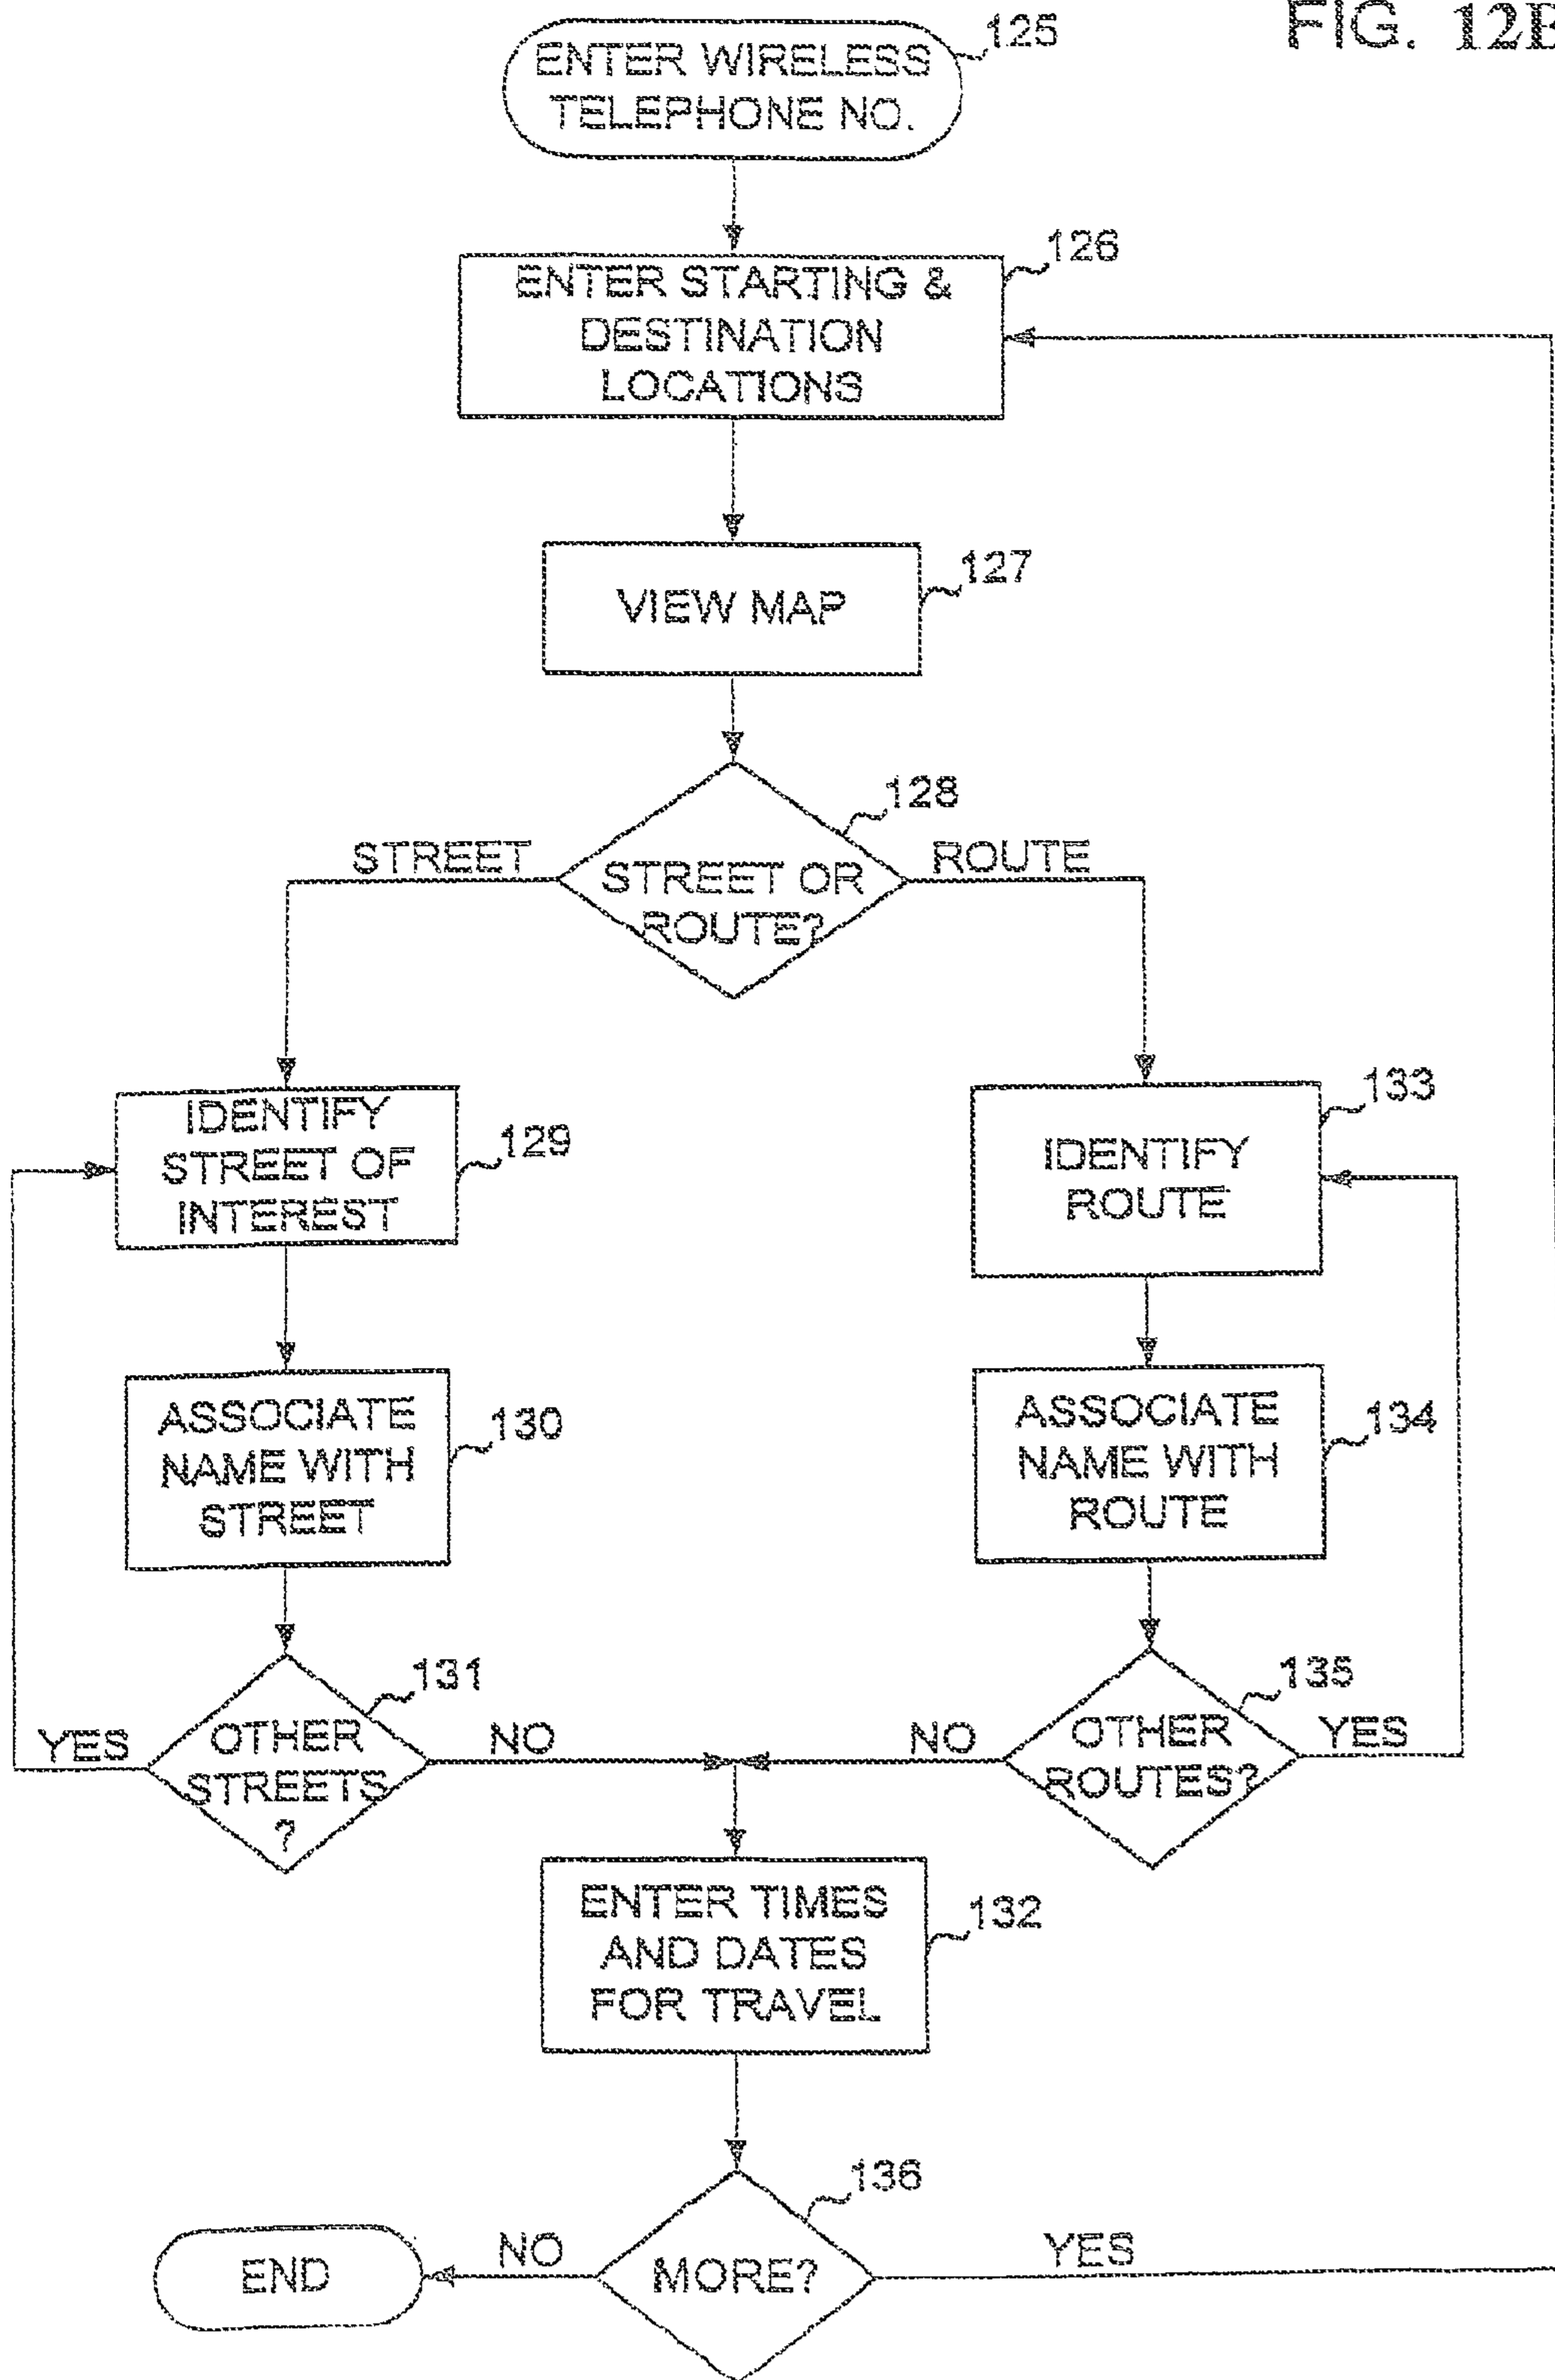 FIG. 12B
ENTER WIRELESS
TELEPHONE NO.
125
ENTER STARTING &
DESTINATION
LOCATIONS
126
VIEW MAP
127
128
STREET
STREET OR
ROUTE?
ROUTE
IDENTIFY
STREET OF
INTEREST
129
IDENTIFY
ROUTE
133
ASSOCIATE
NAME WITH
STREET
130
ASSOCIATE
NAME WITH
ROUTE
134
131
YES
OTHER
STREETS
?
NO
135
NO
OTHER
ROUTES?
YES
ENTER TIMES
AND DATES
FOR TRAVEL
132
136
END
NO
MORE?
YES